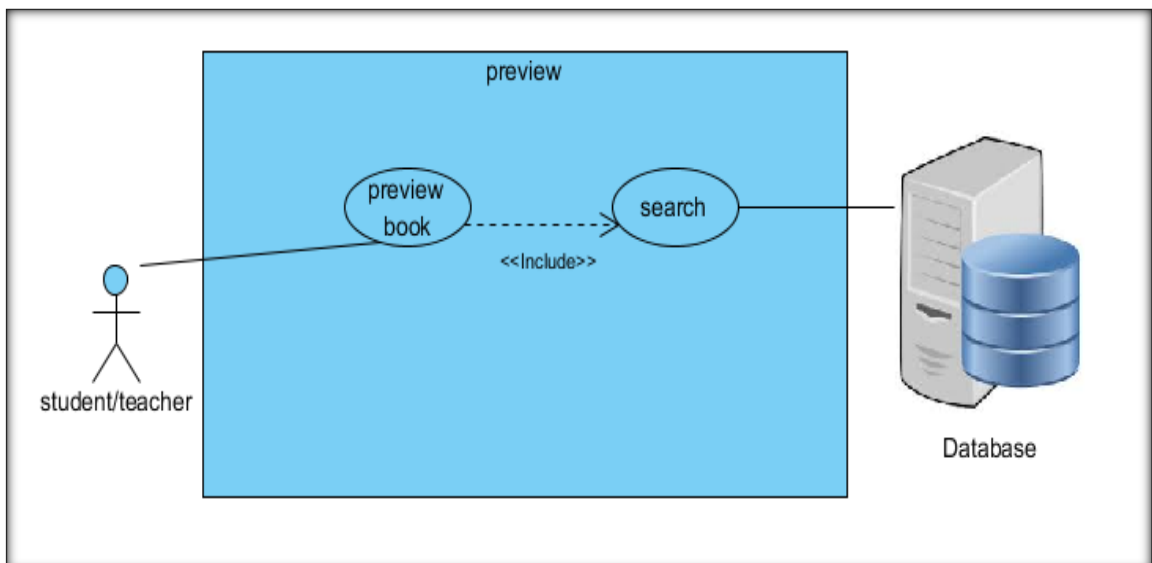 preview
preview
book
search
<<Include>>
student/teacher
Database